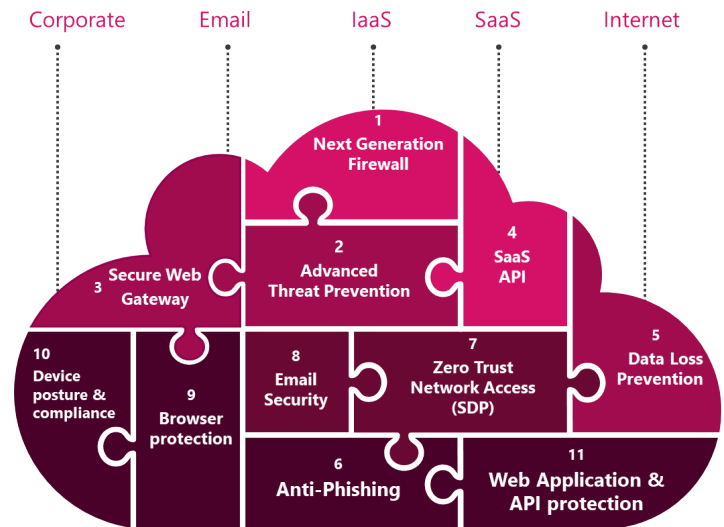 Corporate
Email
IaaS
SaaS
Internet
1
Next Generation
Firewall
2
Advanced
Threat Prevention
3
Secure Web
Gateway
4
SaaS
API
5
Data Loss
Prevention
10
Device
posture &
compliance
9
Browser
protection
8
Email
Security
7
Zero Trust
Network Access
(SDP)
6
Anti-Phishing
11
Web Application &
API protection